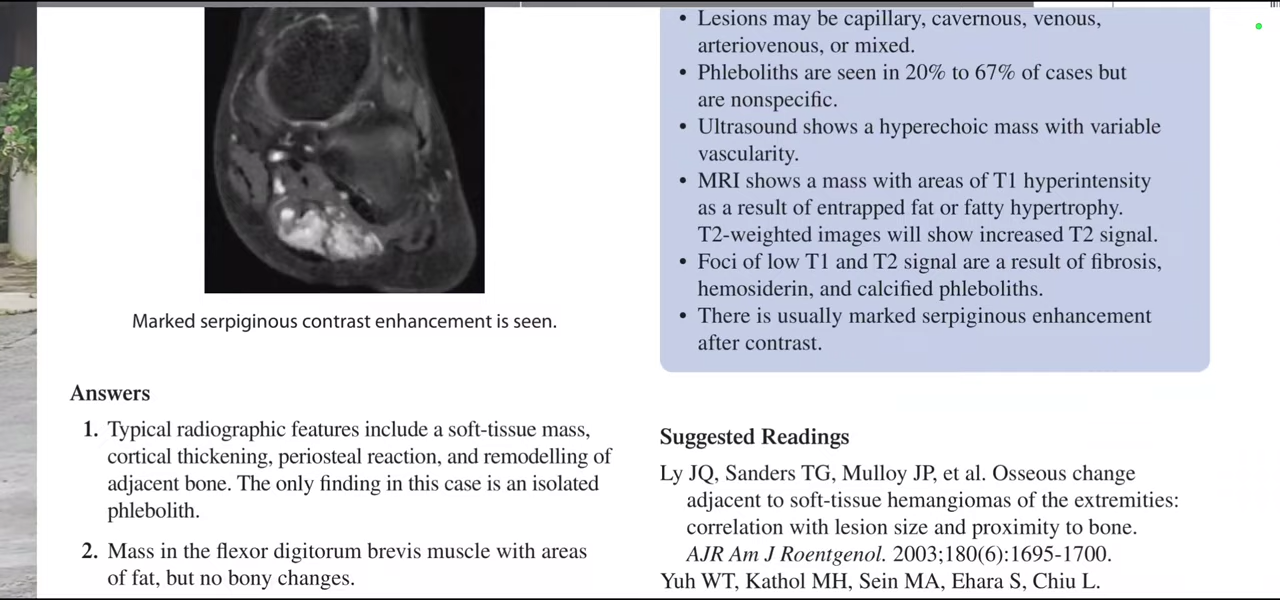 Marked serpiginous contrast enhancement is seen.
Answers
1. Typical radiographic features include a soft-tissue mass,
cortical thickening, periosteal reaction, and remodelling of
adjacent bone. The only finding in this case is an isolated
phlebolith.
2. Mass in the flexor digitorum brevis muscle with areas
of fat, but no bony changes.
• Lesions may be capillary, cavernous, venous,
arteriovenous, or mixed.
• Phleboliths are seen in 20% to 67% of cases but
are nonspecific.
• Ultrasound shows a hyperechoic mass with variable
vascularity.
• MRI shows a mass with areas of T1 hyperintensity
as a result of entrapped fat or fatty hypertrophy.
T2-weighted images will show increased T2 signal.
• Foci of low T1 and T2 signal are a result of fibrosis,
hemosiderin, and calcified phleboliths.
• There is usually marked serpiginous enhancement
after contrast.
Suggested Readings
Ly JQ, Sanders TG, Mulloy JP, et al. Osseous change
adjacent to soft-tissue hemangiomas of the extremities:
correlation with lesion size and proximity to bone.
AJR Am J Roentgenol. 2003;180(6):1695-1700.
Yuh WT, Kathol MH, Sein MA, Ehara S, Chiu L.